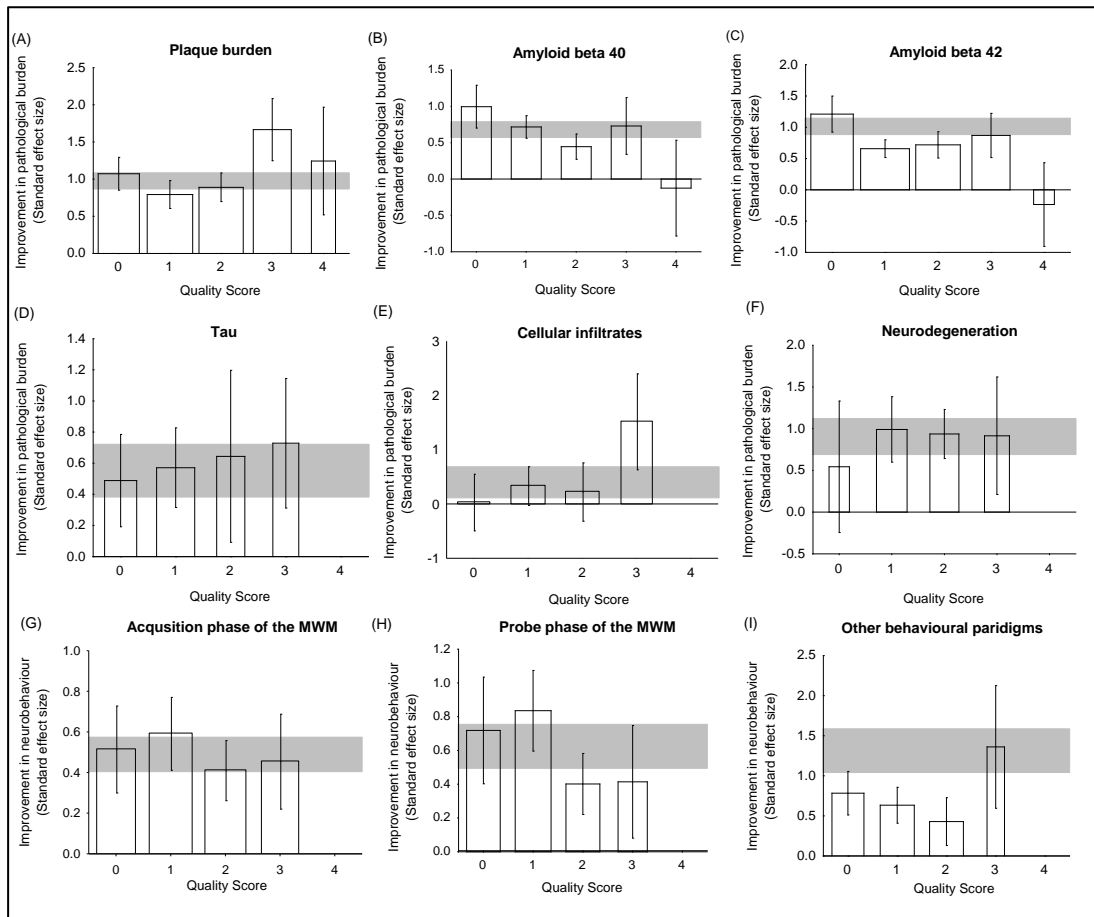 (A)
Plaque burden
Improvement in pathological burden
(Standard effect size)
2.5
2.0
1.5
1.0
0.5
0.0
0 1 2 3 4
Quality Score
(B)
Amyloid beta 40
Improvement in pathological burden
(Standard effect size)
1.5
1.0
0.5
0.0
-0.5
-1.0
0 1 2 3 4
Quality Score
(C)
Amyloid beta 42
Improvement in pathological burden
(Standard effect size)
2.0
1.5
1.0
0.5
0.0
-0.5
-1.0
0 1 2 3 4
Quality Score
(D)
Tau
Improvement in pathological burden
(Standard effect size)
1.4
1.2
1.0
0.8
0.6
0.4
0.2
0.0
0 1 2 3 4
Quality Score
(E)
Cellular infiltrates
Improvement in pathological burden
(Standard effect size)
3
2
1
0
-1
0 1 2 3 4
Quality Score
(F)
Neurodegeneration
Improvement in pathological burden
(Standard effect size)
2.0
1.5
1.0
0.5
0.0
-0.5
0 1 2 3 4
Quality Score
(G)
Acqusition phase of the MWM
Improvement in neurobehaviour
(Standard effect size)
1.0
0.8
0.6
0.4
0.2
0.0
0 1 2 3 4
Quality Score
(H)
Probe phase of the MWM
Improvement in neurobehaviour
(Standard effect size)
1.2
1.0
0.8
0.6
0.4
0.2
0.0
0 1 2 3 4
Quality Score
(I)
Other behavioural paridigms
Improvement in neurobehaviour
(Standard effect size)
2.5
2.0
1.5
1.0
0.5
0.0
0 1 2 3 4
Quality Score